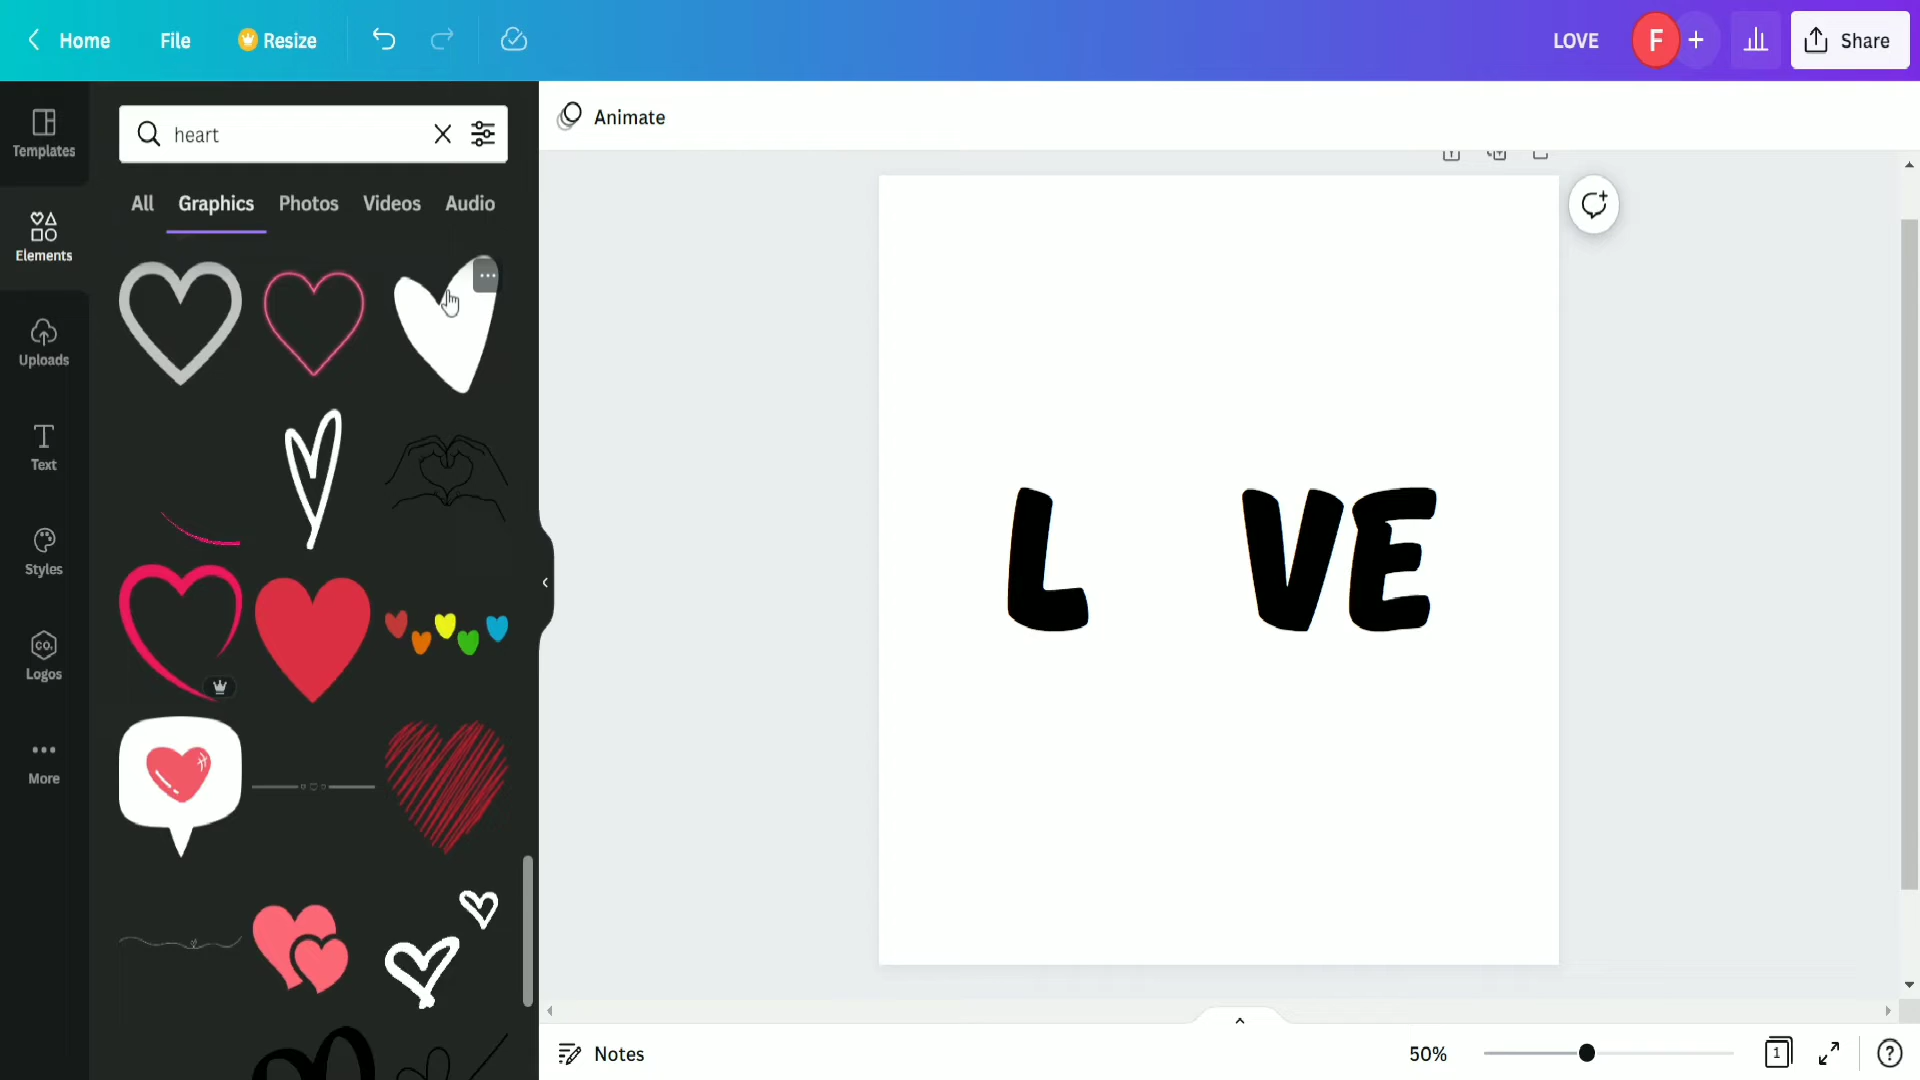 Home File Resize LOVE F + Share
Templates
Elements
Uploads
Text
Styles
CO.
Logos
More
heart
All Graphics Photos Videos Audio
Animate
L VE
Notes 50% 1 ?